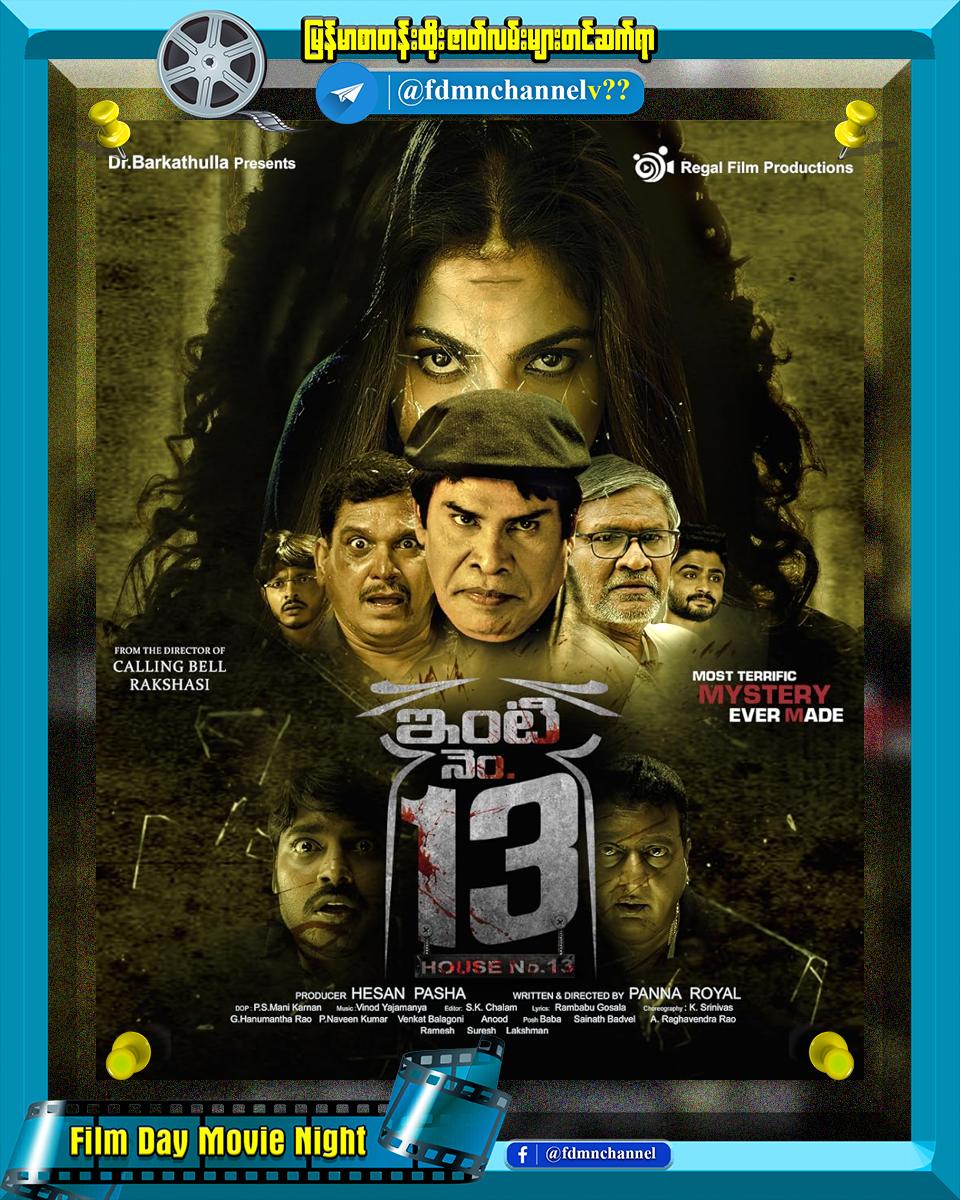 မြန်မာစာတန်းထိုးဇာတ်လမ်းများတင်ဆက်ရာ
@fdmnchannelv??
Dr.Barkathulla Presents
Regal Film Productions
FROM THE DIRECTOR OF
CALLING BELL
RAKSHASI
MOST TERRIFIC
MYSTERY
EVER MADE
ఇంటి
నెం.
13
HOUSE No.13
PRODUCER HESAN PASHA WRITTEN & DIRECTED BY PANNA ROYAL
DOP : P.S.Mani Karnan Music : Vinod Yajamanya Editor: S.K. Chalam Lyrics: Rambabu Gosala Choreography : K. Srinivas
G.Hanumantha Rao P.Naveen Kumar Venkat Balagoni Anood Posh Baba Sainath Badvel A. Raghavendra Rao
Ramesh Suresh Lakshman
Film Day Movie Night
f | @fdmnchannel